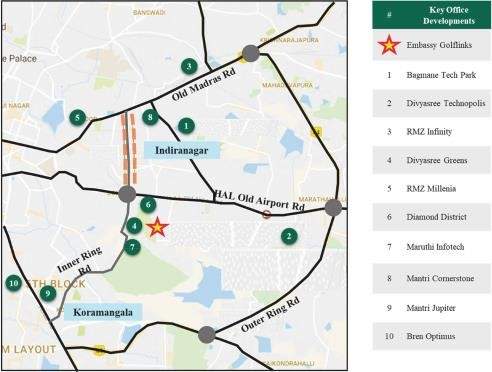 BANSWADI
KRISHNARAJAPURA
e Palace
3
Old Madras Rd
MAHADEVAPURA
5
8
1
Indiranagar
HAL Old Airport Rd
MARATHAHALLI
6
4
7
2
Inner Ring
Rd
10
9
TH BLOCK
Koramangala
Outer Ring Rd
M LAYOUT
KAIKONDRAHALLI
# Key Office
Developments
Embassy Golflinks
1 Bagmane Tech Park
2 Divyasree Technopolis
3 RMZ Infinity
4 Divyasree Greens
5 RMZ Millenia
6 Diamond District
7 Maruthi Infotech
8 Mantri Cornerstone
9 Mantri Jupiter
10 Bren Optimus